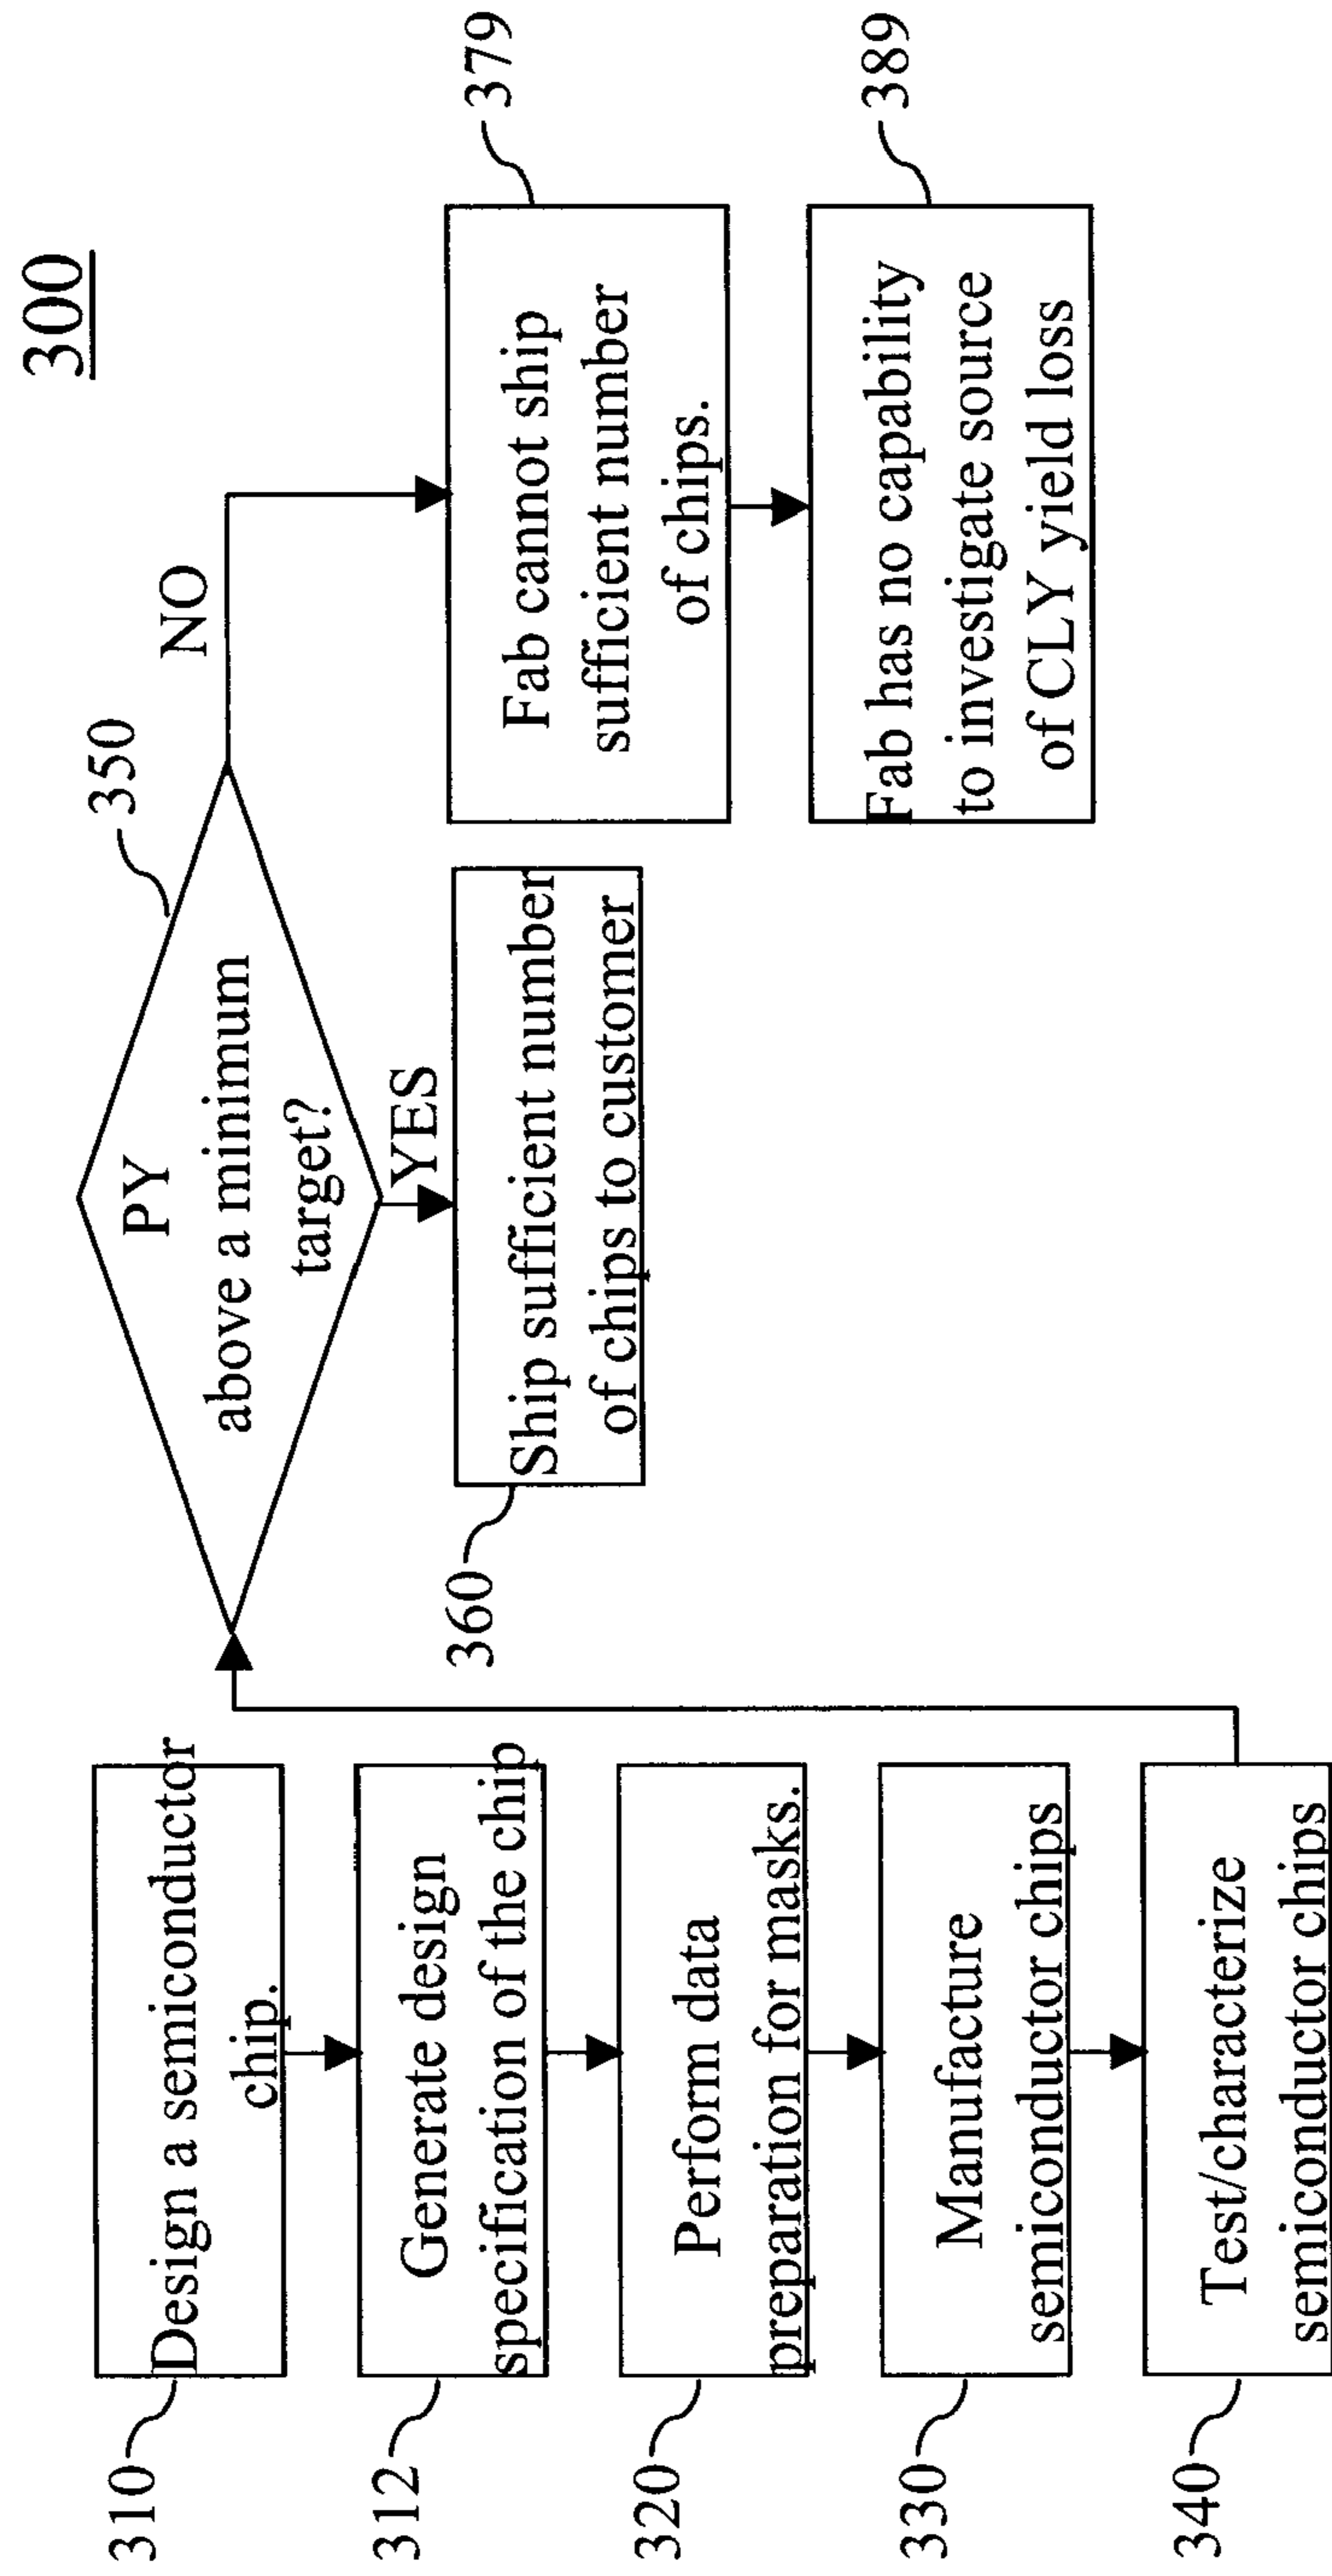 300
310
Design a semiconductor
chip.
312
Generate design
specification of the chip
320
Perform data
preparation for masks.
330
Manufacture
semiconductor chips
340
Test/characterize
semiconductor chips
350
PY
above a minimum
target?
YES
NO
360
Ship sufficient number
of chips to customer
379
Fab cannot ship
sufficient number
of chips.
389
Fab has no capability
to investigate source
of CLY yield loss